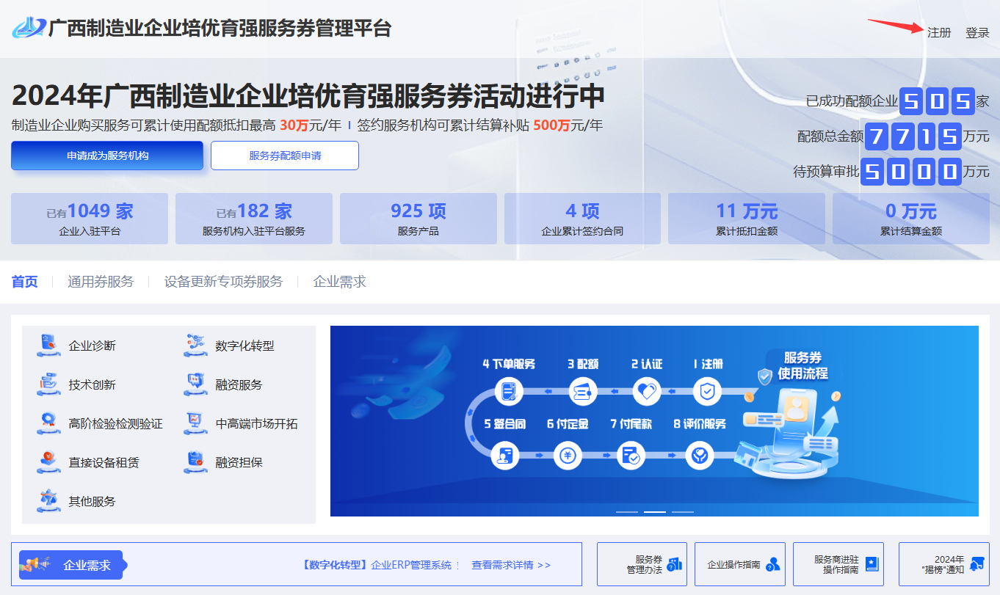 广西制造业企业培优育强服务券管理平台
注册 登录
2024年广西制造业企业培优育强服务券活动进行中
制造业企业购买服务可累计使用配额抵扣最高 30万元/年 | 签约服务机构可累计结算补贴 500万元/年
申请成为服务机构 服务券配额申请
已成功配额企业505家
配额总金额7715万元
待预算审批5000万元
已有1049 家
企业入驻平台
已有182 家
服务机构入驻平台服务
925 项
服务产品
4 项
企业累计签约合同
11 万元
累计抵扣金额
0 万元
累计结算金额
首页 通用券服务 设备更新专项券服务 企业需求
企业诊断 数字化转型
技术创新 融资服务
高阶检验检测验证 中高端市场开拓
直接设备租赁 融资担保
其他服务
服务券
使用流程
4 下单服务 3 配额 2 认证 1 注册
5 签合同 6 付定金 7 付尾款 8 评价服务
企业需求
【数字化转型】企业ERP管理系统 ! 查看需求详情 >>
服务券
管理办法
企业操作指南
服务商进驻
操作指南
2024年
"揭榜"通知